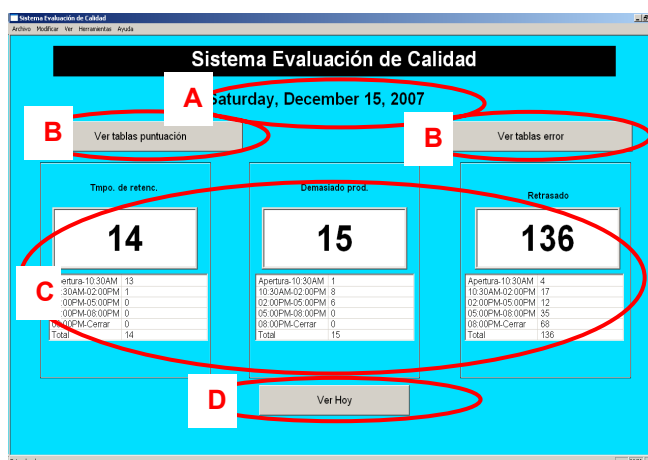 Sistema Evaluación de Calidad
Archivo Modificar Ver Herramientas Ayuda
Sistema Evaluación de Calidad
A
Saturday, December 15, 2007
B Ver tablas puntuación
B Ver tablas error
Tmpo. de retenc.
14
Apertura-10:30AM 13
:30AM-02:00PM 1
:00PM-05:00PM 0
:00PM-08:00PM 0
:00PM-Cerrar 0
Total 14
Demasiado prod.
15
Apertura-10:30AM 1
10:30AM-02:00PM 8
02:00PM-05:00PM 6
05:00PM-08:00PM 0
08:00PM-Cerrar 0
Total 15
Retrasado
136
Apertura-10:30AM 4
10:30AM-02:00PM 17
02:00PM-05:00PM 12
05:00PM-08:00PM 35
08:00PM-Cerrar 68
Total 136
C
D Ver Hoy